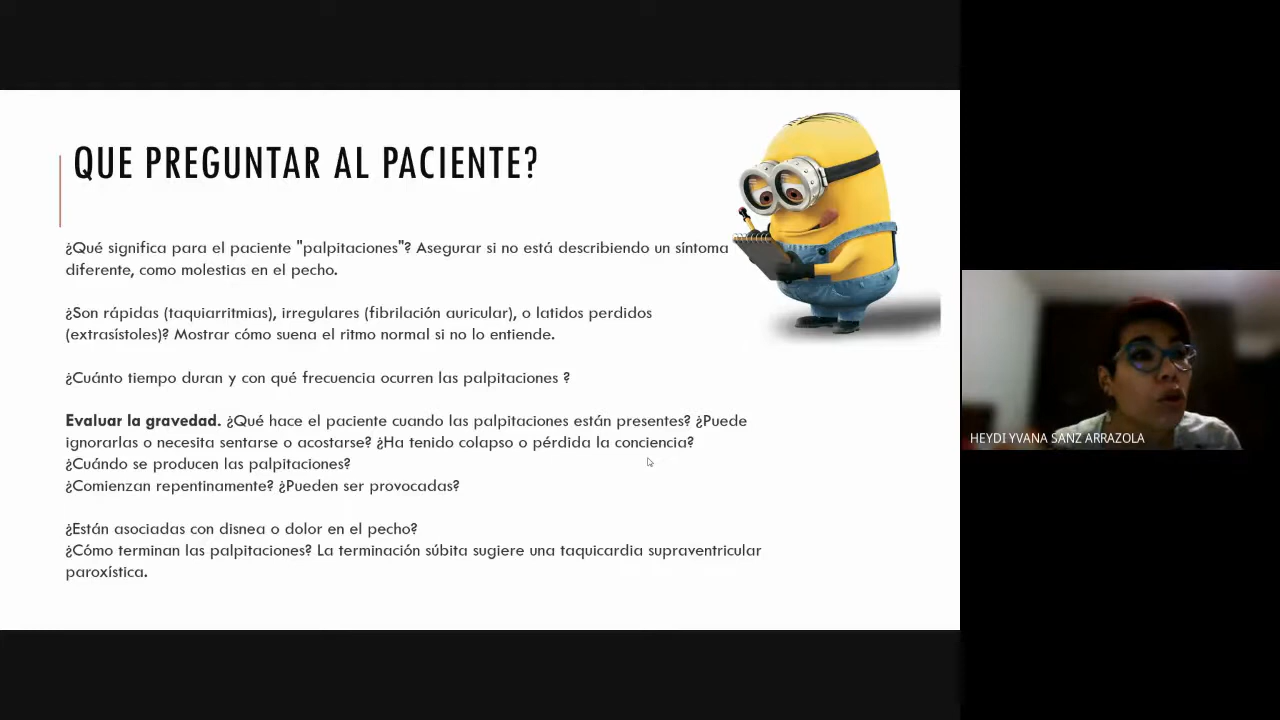 QUE PREGUNTAR AL PACIENTE?
¿Qué significa para el paciente "palpitaciones"? Asegurar si no está describiendo un síntoma
diferente, como molestias en el pecho.
¿Son rápidas (taquiarritmias), irregulares (fibrilación auricular), o latidos perdidos
(extrasístoles)? Mostrar cómo suena el ritmo normal si no lo entiende.
¿Cuánto tiempo duran y con qué frecuencia ocurren las palpitaciones ?
Evaluar la gravedad. ¿Qué hace el paciente cuando las palpitaciones están presentes? ¿Puede
ignorarlas o necesita sentarse o acostarse? ¿Ha tenido colapso o pérdida la conciencia?
¿Cuándo se producen las palpitaciones?
¿Comienzan repentinamente? ¿Pueden ser provocadas?
¿Están asociadas con disnea o dolor en el pecho?
¿Cómo terminan las palpitaciones? La terminación súbita sugiere una taquicardia supraventricular
paroxística.
HEYDI YVANA SANZ ARRAZOLA